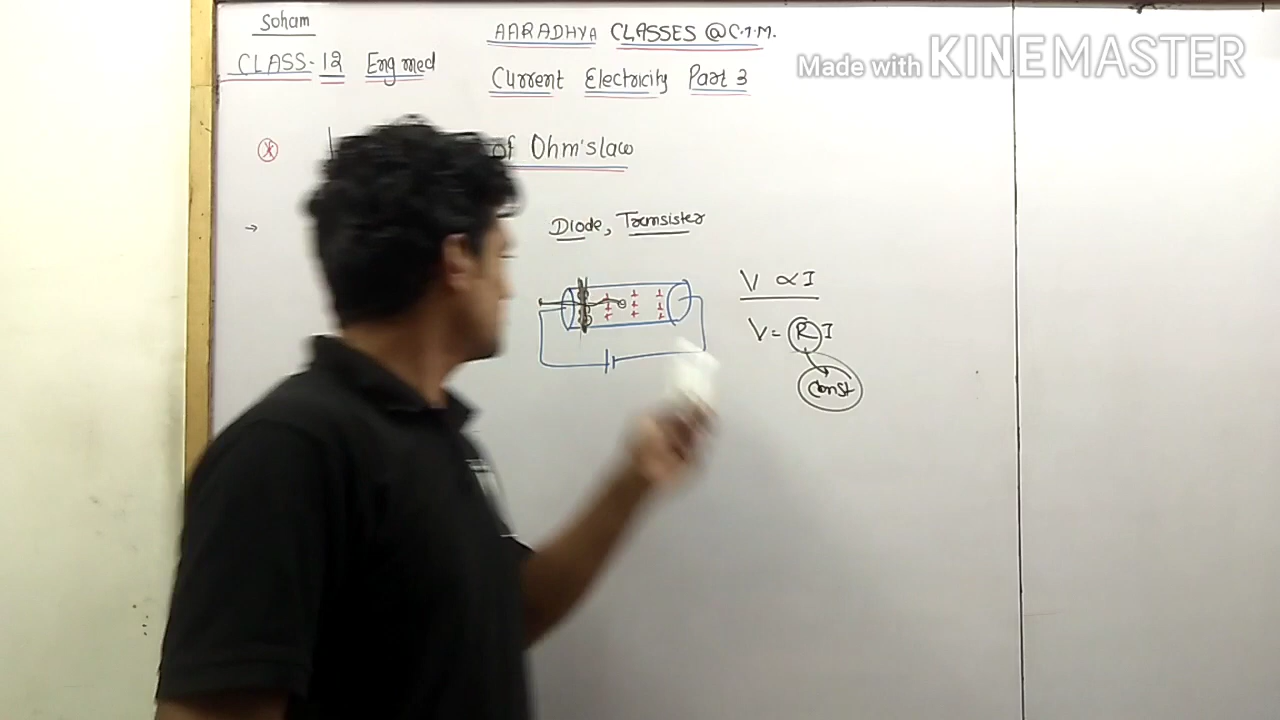 Soham
AARADHYA CLASSES @C.T.M.
CLASS-12 Eng med
Current Electricity Part 3
Made with KINEMASTER
of Ohm's law
→ Diode, Transister
V ∝ I
V = R I
Const